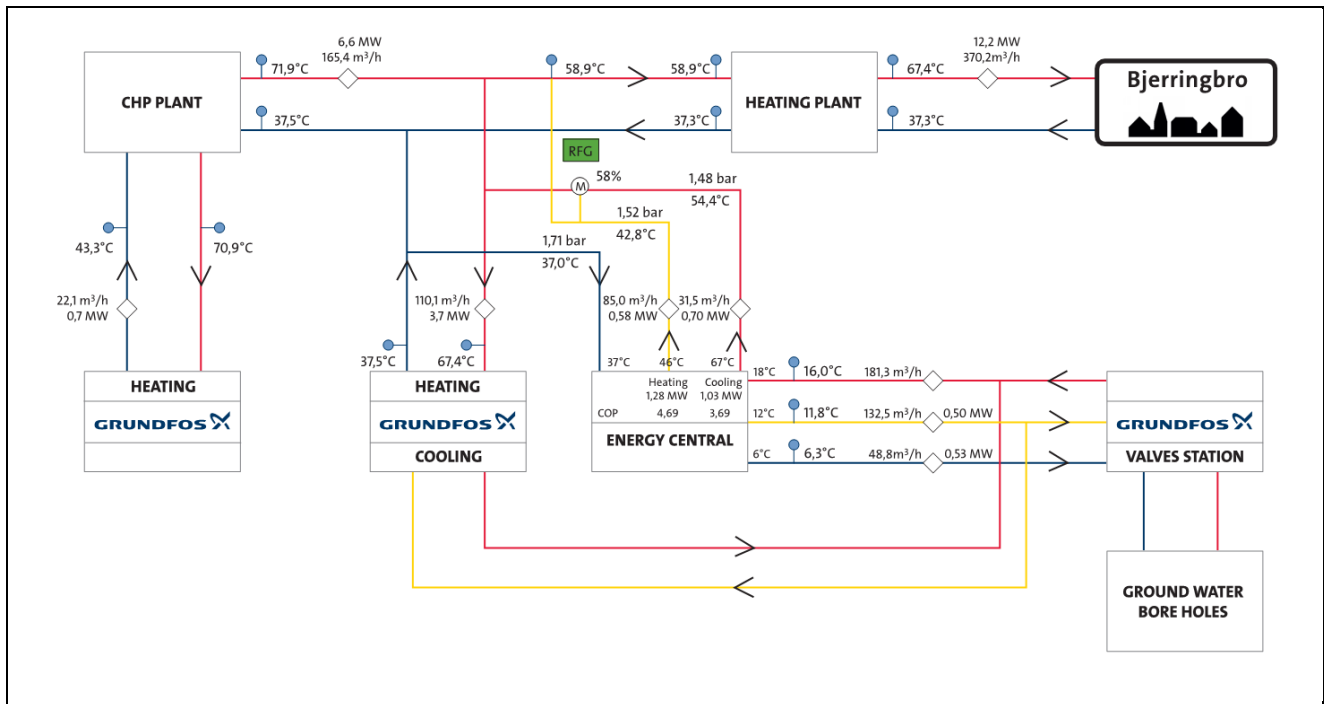 6,6 MW
165,4 m³/h
12,2 MW
370,2m³/h
71,9°C
58,9°C
58,9°C
67,4°C
Bjerringbro
CHP PLANT
HEATING PLANT
37,5°C
37,3°C
37,3°C
RFG
M
58%
1,48 bar
54,4°C
1,52 bar
42,8°C
1,71 bar
37,0°C
43,3°C
70,9°C
22,1 m³/h
0,7 MW
110,1 m³/h
3,7 MW
85,0 m³/h
0,58 MW
31,5 m³/h
0,70 MW
37,5°C
67,4°C
37°C
46°C
67°C
HEATING
GRUNDFOS
HEATING
GRUNDFOS
COOLING
Heating
1,28 MW
Cooling
1,03 MW
COP
4,69
3,69
ENERGY CENTRAL
18°C
16,0°C
181,3 m³/h
12°C
11,8°C
132,5 m³/h
0,50 MW
6°C
6,3°C
48,8m³/h
0,53 MW
GRUNDFOS
VALVES STATION
GROUND WATER
BORE HOLES